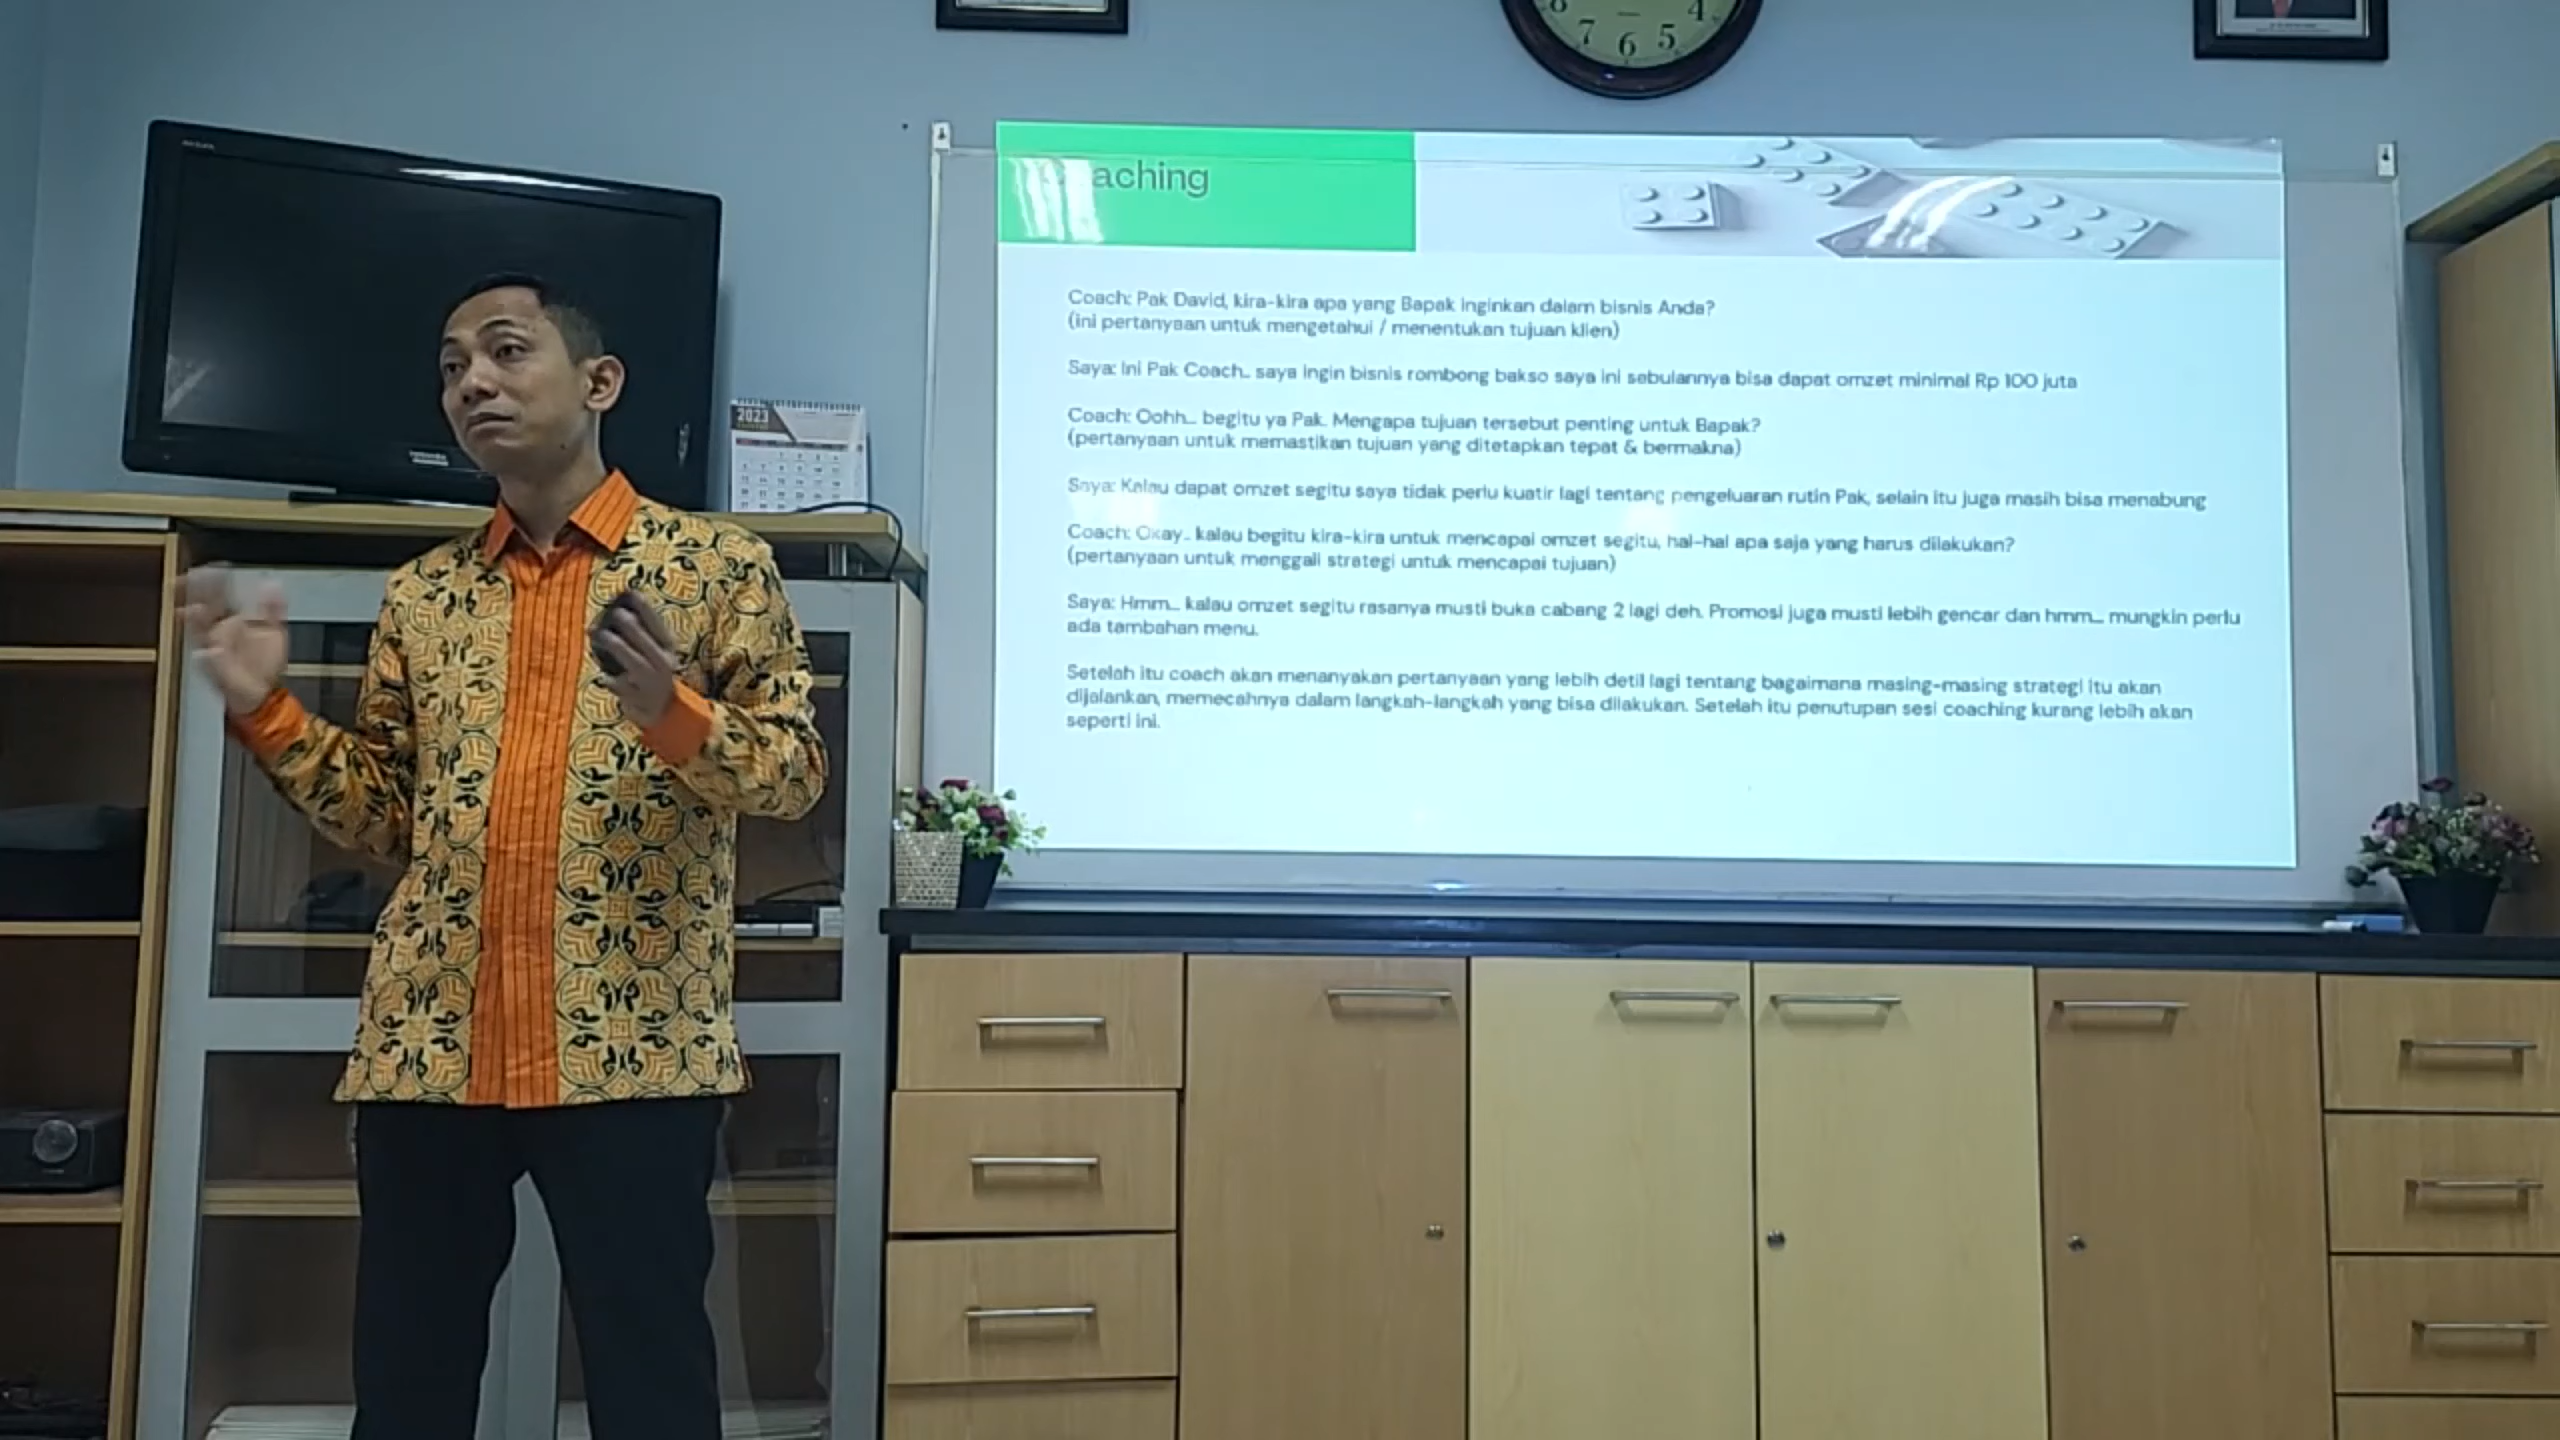 8 7 6 5 4
2023
TOSHIBA
aching
Coach: Pak David, kira-kira apa yang Bapak inginkan dalam bisnis Anda?
(ini pertanyaan untuk mengetahui / menentukan tujuan klien)
Saya: Ini Pak Coach.. saya ingin bisnis rombong bakso saya ini sebulannya bisa dapat omzet minimal Rp 100 juta
Coach: Oohh... begitu ya Pak. Mengapa tujuan tersebut penting untuk Bapak?
(pertanyaan untuk memastikan tujuan yang ditetapkan tepat & bermakna)
Saya: Kalau dapat omzet segitu saya tidak perlu kuatir lagi tentang pengeluaran rutin Pak, selain itu juga masih bisa menabung
Coach: Okay.. kalau begitu kira-kira untuk mencapai omzet segitu, hal-hal apa saja yang harus dilakukan?
(pertanyaan untuk menggali strategi untuk mencapai tujuan)
Saya: Hmm... kalau omzet segitu rasanya musti buka cabang 2 lagi deh. Promosi juga musti lebih gencar dan hmm... mungkin perlu
ada tambahan menu.
Setelah itu coach akan menanyakan pertanyaan yang lebih detil lagi tentang bagaimana masing-masing strategi itu akan
dijalankan, memecahnya dalam langkah-langkah yang bisa dilakukan. Setelah itu penutupan sesi coaching kurang lebih akan
seperti ini.